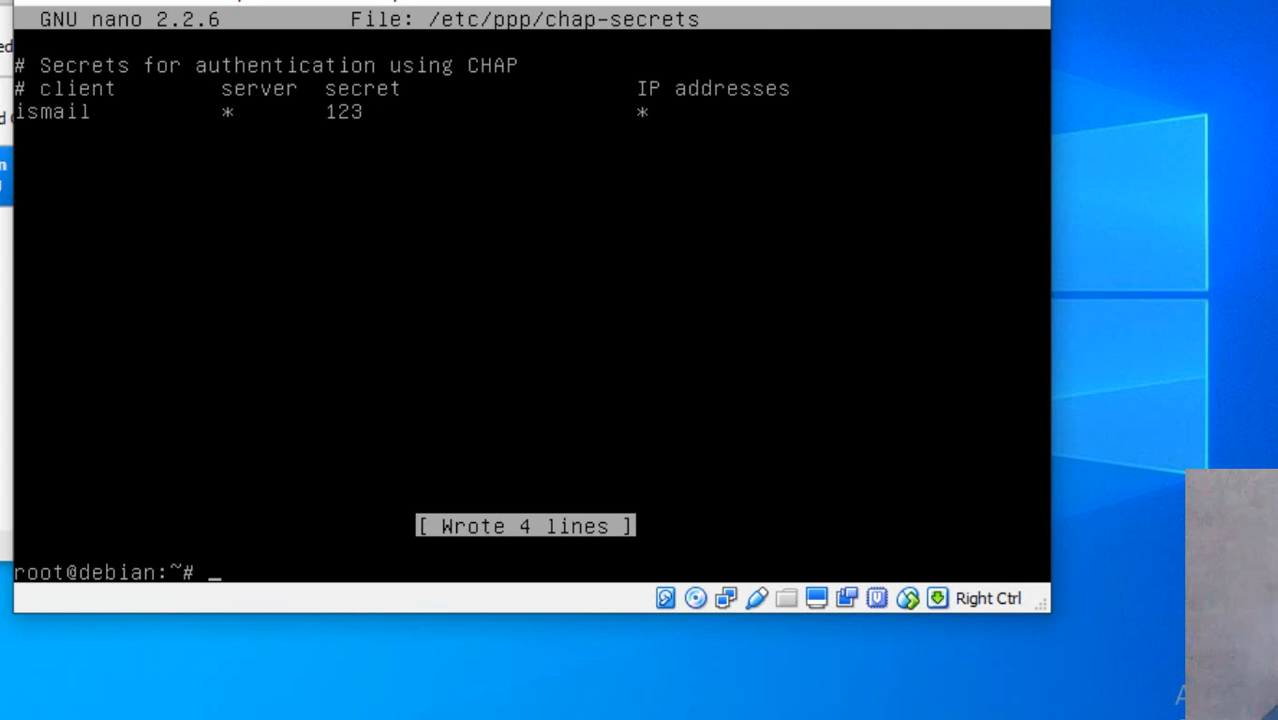 GNU nano 2.2.6 File: /etc/ppp/chap-secrets
# Secrets for authentication using CHAP
# client server secret IP addresses
ismail * 123 *
[ Wrote 4 lines ]
root@debian:~# _
Right Ctrl